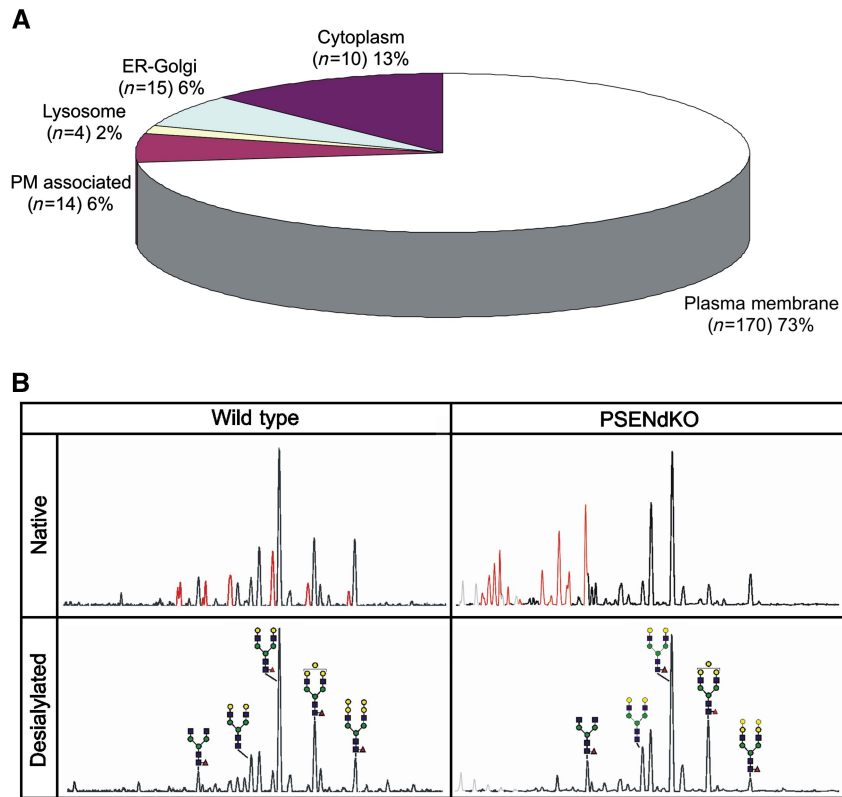 A
Cytoplasm
(n=10) 13%
ER-Golgi
(n=15) 6%
Lysosome
(n=4) 2%
PM associated
(n=14) 6%
Plasma membrane
(n=170) 73%
B
Wild type
PSENdKO
Native
Desialylated